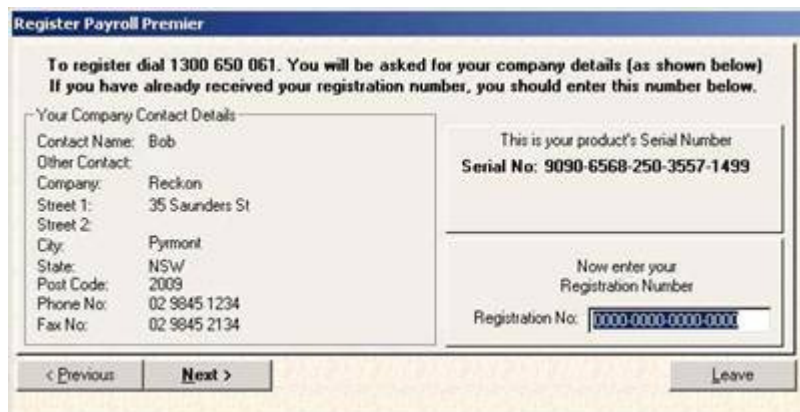 Register Payroll Premier
To register dial 1300 650 061. You will be asked for your company details (as shown below)
If you have already received your registration number, you should enter this number below.
Your Company Contact Details
Contact Name: Bob
Other Contact:
Company: Reckon
Street 1: 35 Saunders St
Street 2:
City: Pyrmont
State: NSW
Post Code: 2009
Phone No: 02 9845 1234
Fax No: 02 9845 2134
This is your product's Serial Number
Serial No: 9090-6568-250-3557-1499
Now enter your
Registration Number
Registration No: 0000-0000-0000-0000
< Previous
Next >
Leave